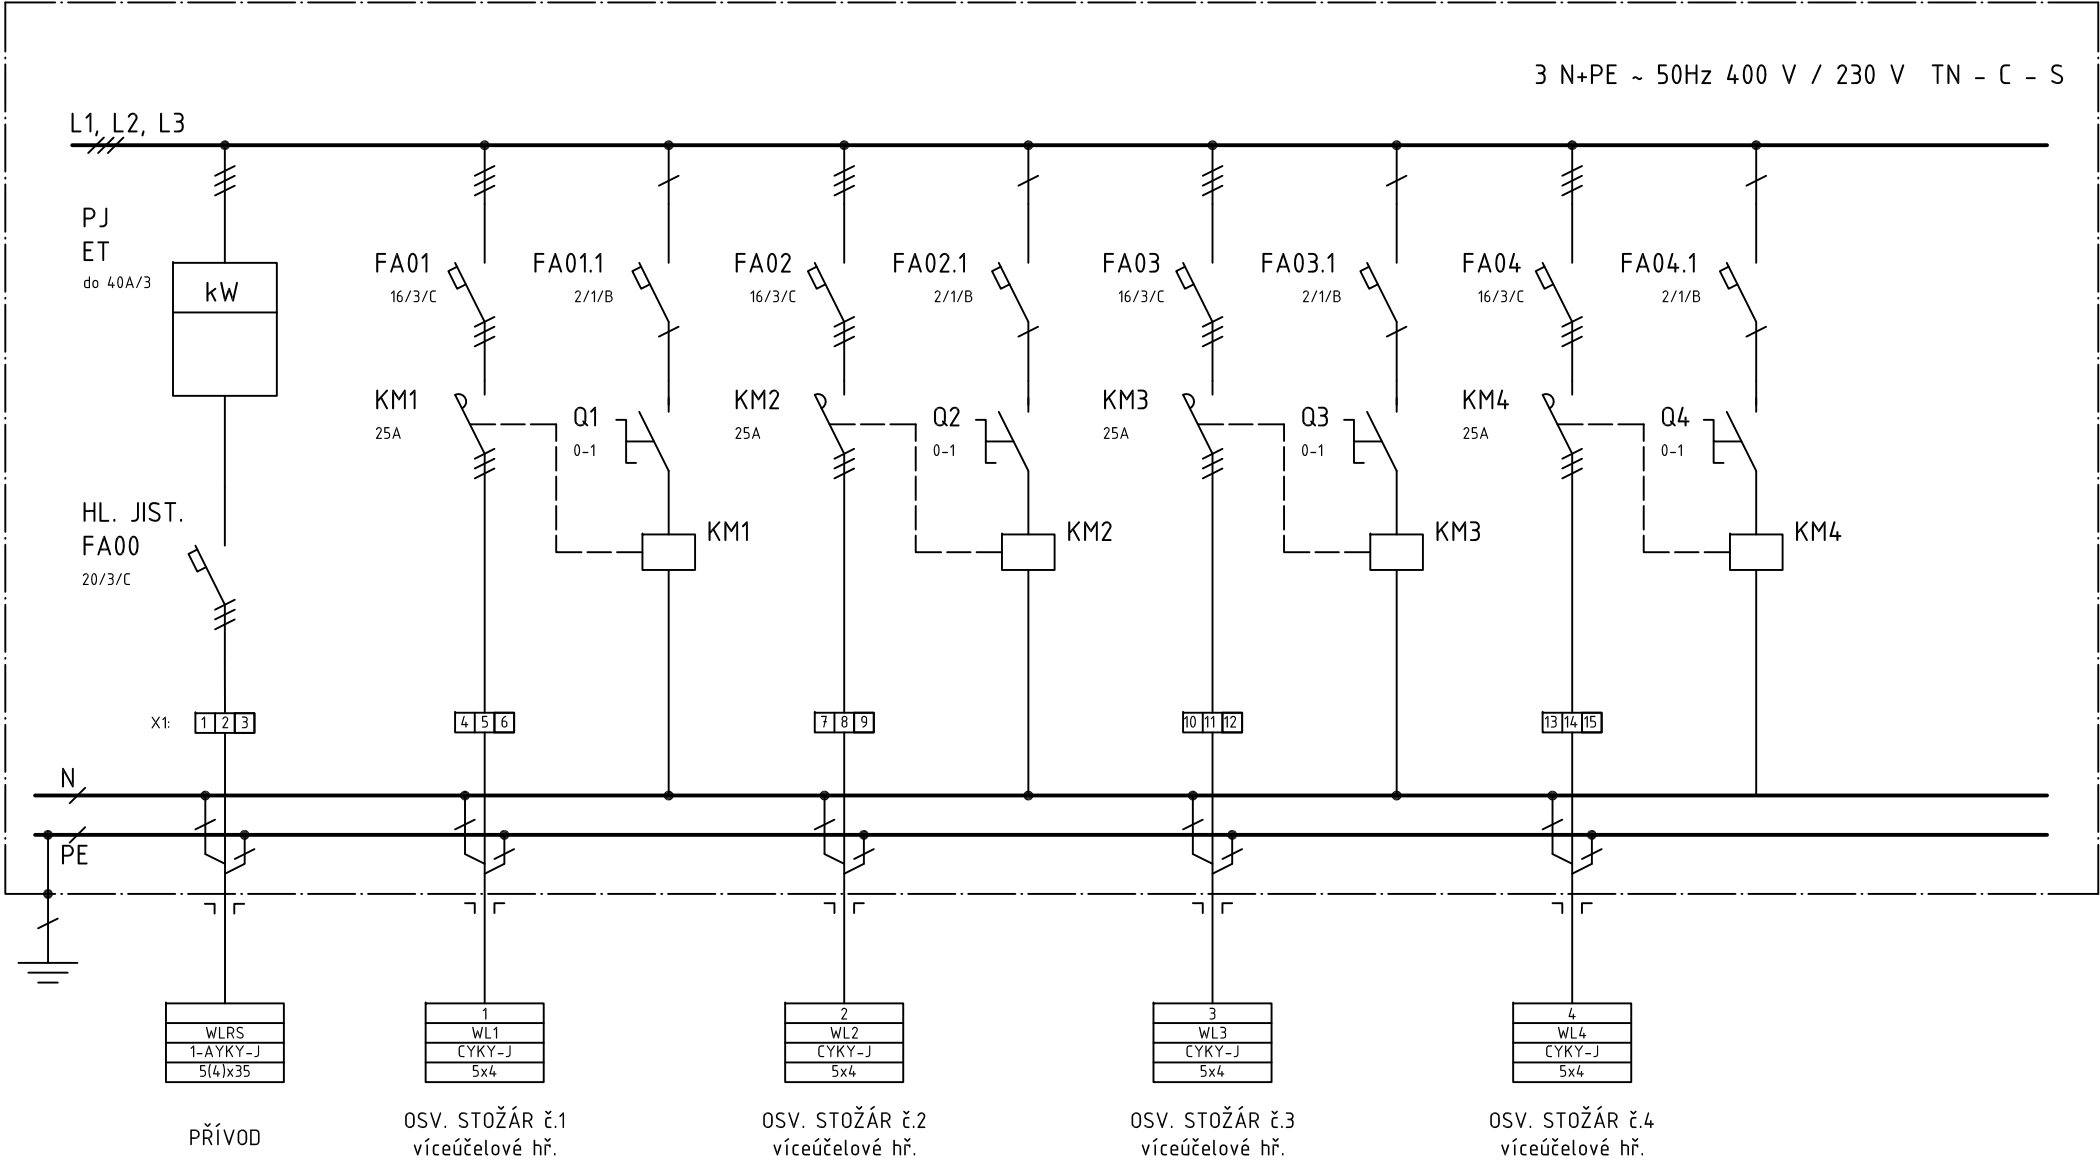 3 N+PE ~ 50Hz 400 V / 230 V TN - C - S
L1, L2, L3
PJ
ET
do 40A/3
kW
FA01
16/3/C
FA01.1
2/1/B
FA02
16/3/C
FA02.1
2/1/B
FA03
16/3/C
FA03.1
2/1/B
FA04
16/3/C
FA04.1
2/1/B
KM1
25A
Q1
0-1
KM2
25A
Q2
0-1
KM3
25A
Q3
0-1
KM4
25A
Q4
0-1
HL. JIST.
FA00
20/3/C
KM1
KM2
KM3
KM4
X1: 1 2 3
4 5 6
7 8 9
10 11 12
13 14 15
N
PE
WLRS
1-AYKY-J
5(4)x35
PŘÍVOD
1
WL1
CYKY-J
5x4
OSV. STOŽÁR č.1
víceúčelové hř.
2
WL2
CYKY-J
5x4
OSV. STOŽÁR č.2
víceúčelové hř.
3
WL3
CYKY-J
5x4
OSV. STOŽÁR č.3
víceúčelové hř.
4
WL4
CYKY-J
5x4
OSV. STOŽÁR č.4
víceúčelové hř.